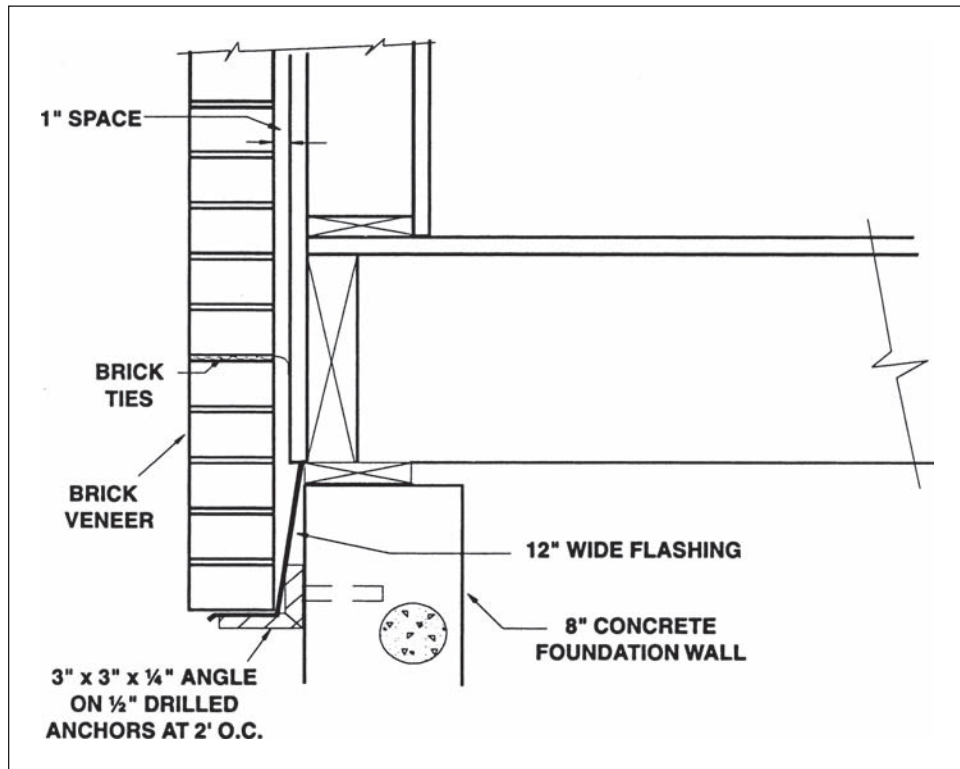 1" SPACE
BRICK
TIES
BRICK
VENEER
12" WIDE FLASHING
8" CONCRETE
FOUNDATION WALL
3" x 3" x ¼" ANGLE
ON ½" DRILLED
ANCHORS AT 2' O.C.